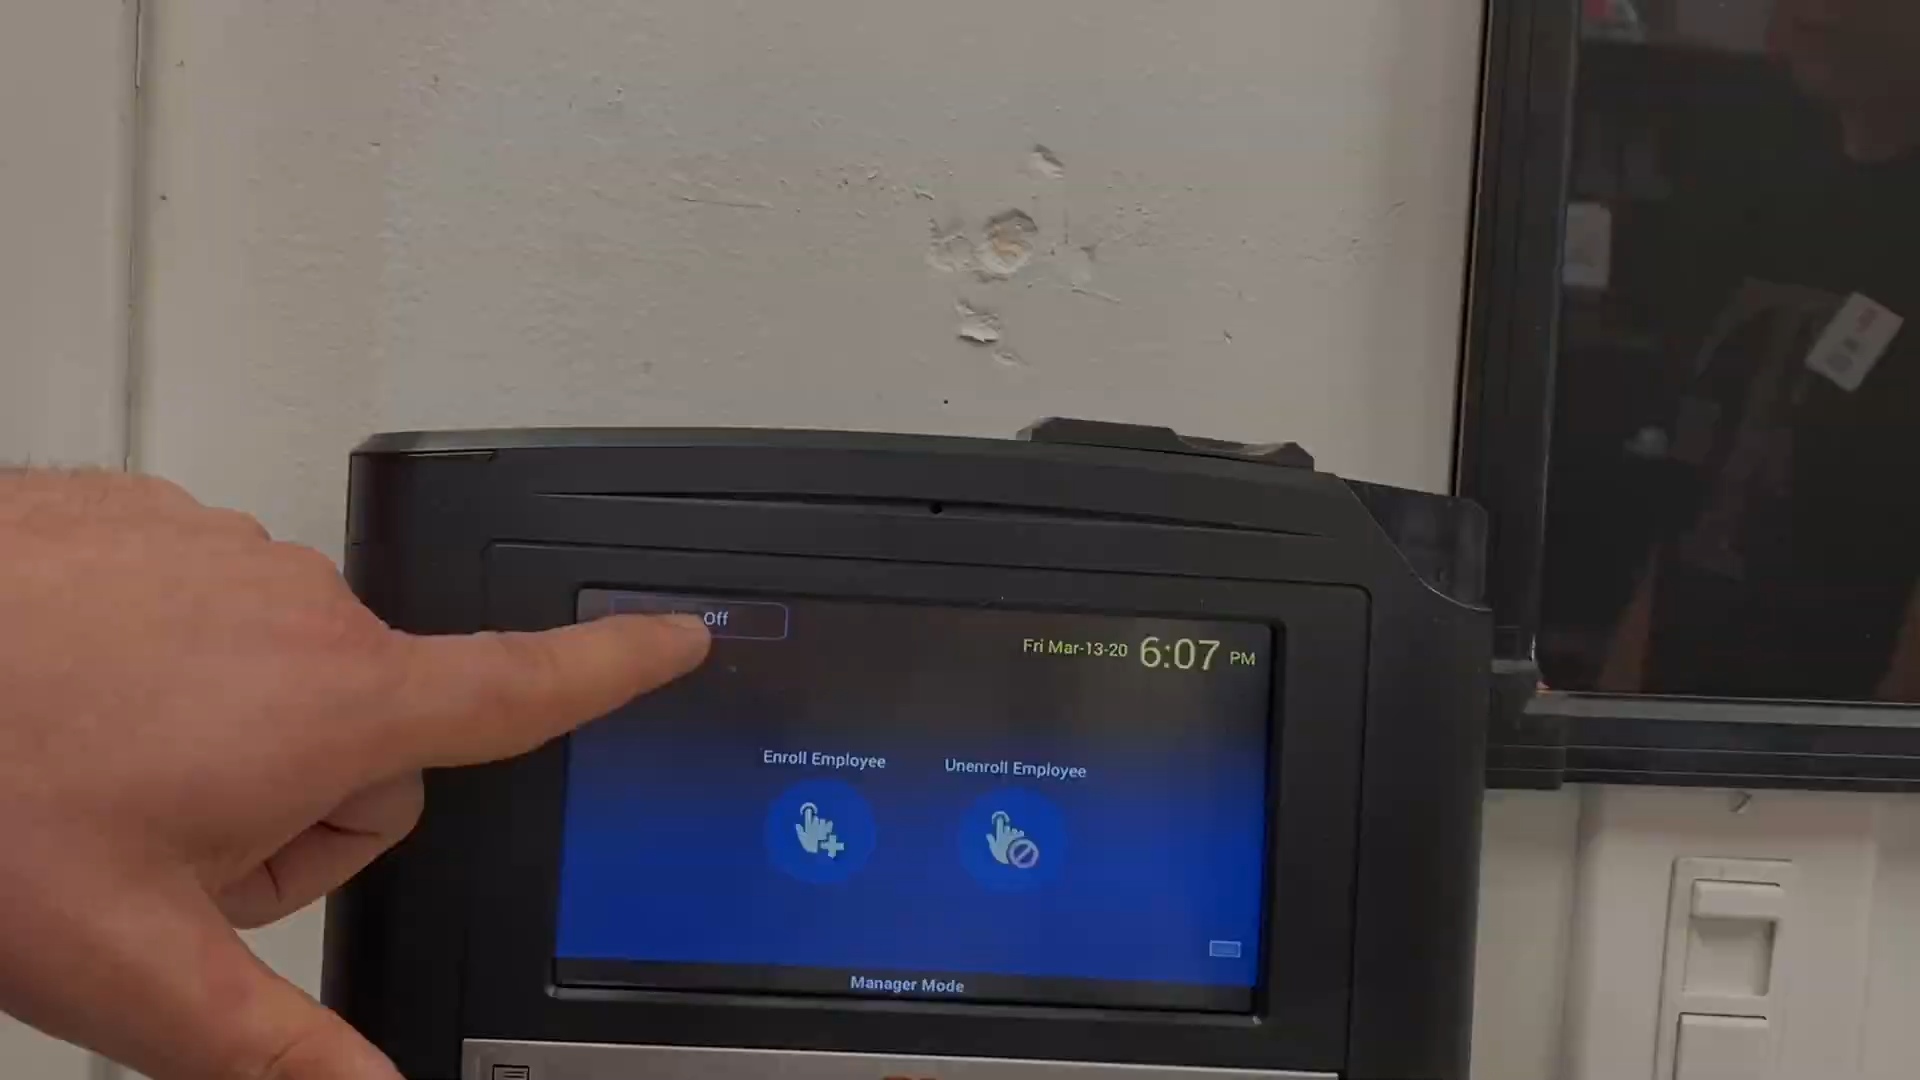 Off
Fri Mar-13-20 6:07 PM
Enroll Employee
Unenroll Employee
Manager Mode